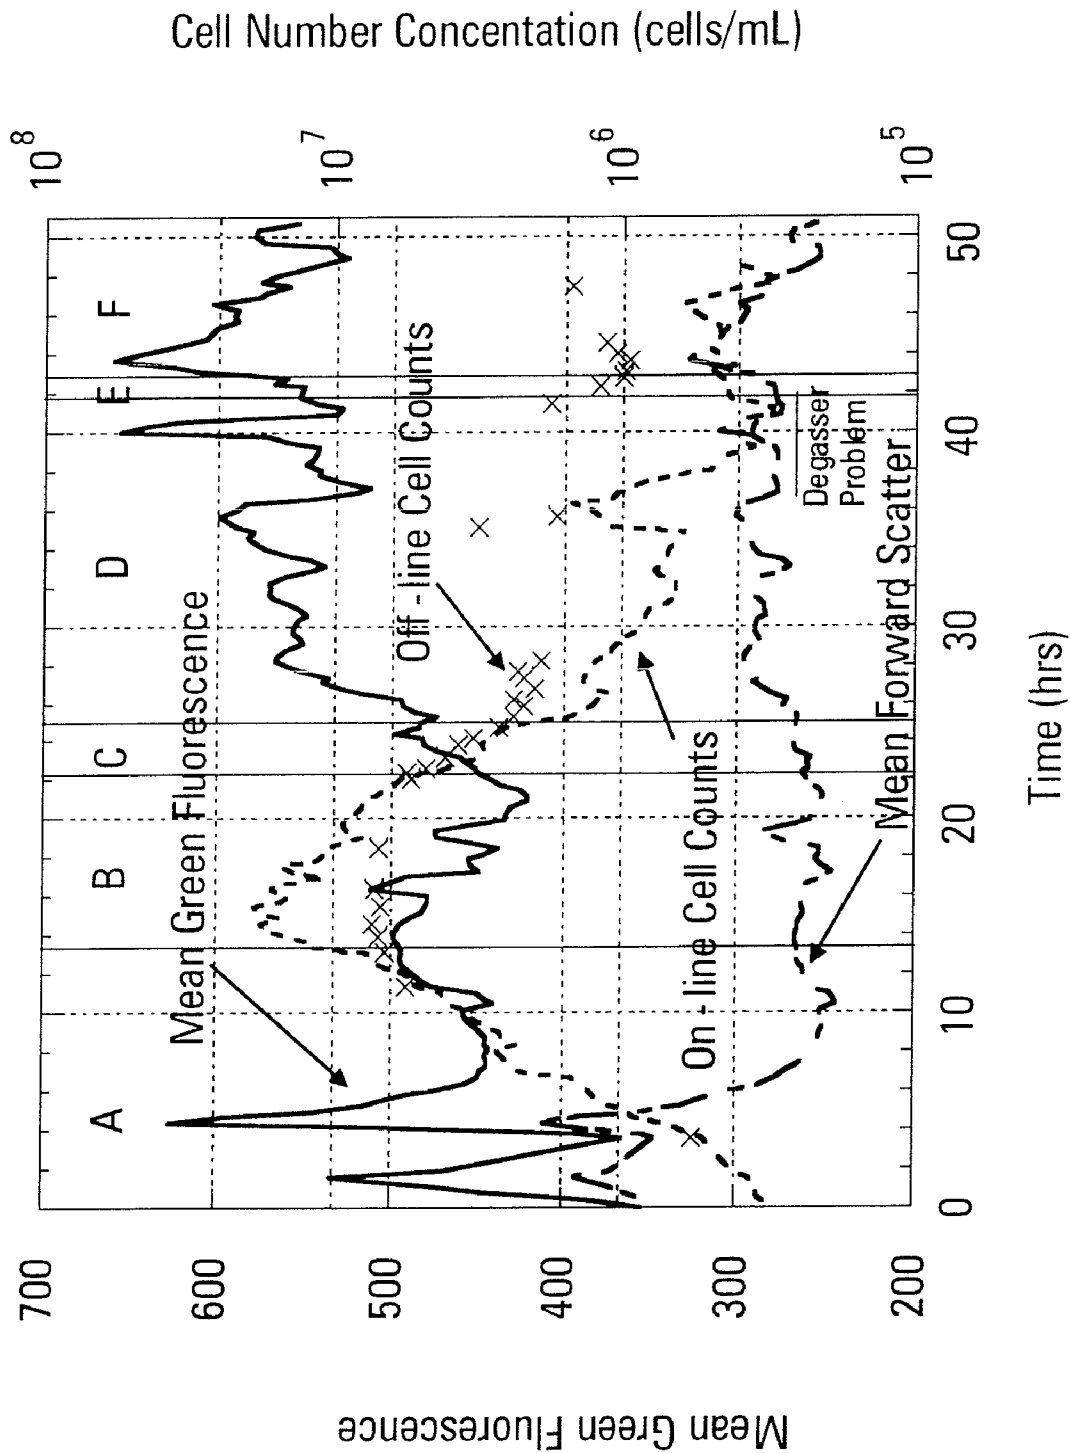 Cell Number Concentation (cells/mL)
10^8
10^7
10^6
10^5
A
B
C
D
E
F
Mean Green Fluorescence
Off-line Cell Counts
On-line Cell Counts
Degasser
Problem
Mean Forward Scatter
700
600
500
400
300
200
Mean Green Fluorescence
0
10
20
30
40
50
Time (hrs)